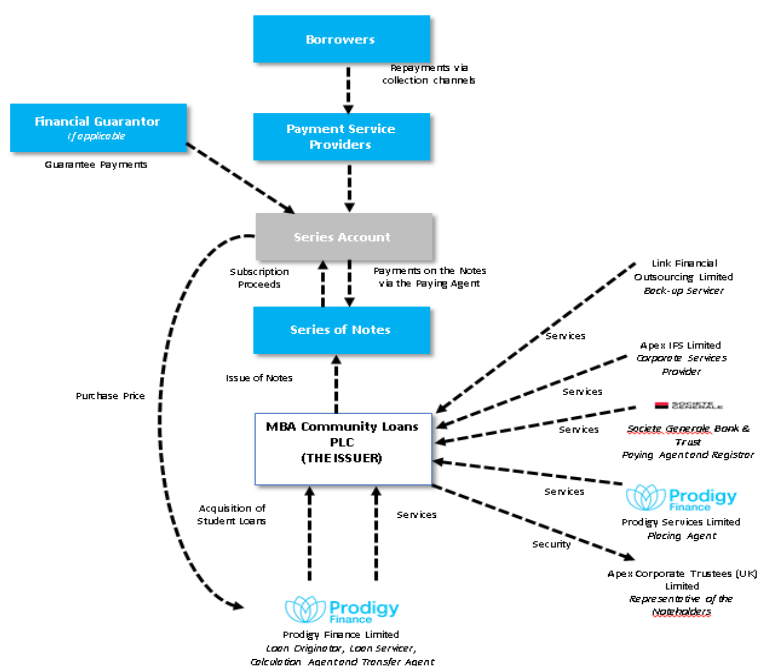 Borrowers
Repayments via
collection channels
Financial Guarantor
If applicable
Guarantee Payments
Payment Service
Providers
Series Account
Subscription
Proceeds
Payments on the Notes
via the Paying Agent
Series of Notes
Issue of Notes
Purchase Price
MBA Community Loans
PLC
(THE ISSUER)
Link Financial
Outsourcing Limited
Back-up Servicer
Services
Apex IFS Limited
Corporate Services
Provider
Services
SOCIETE
GENERALE
Societe Generale Bank &
Trust
Paying Agent and Registrar
Services
Prodigy
Finance
Prodigy Services Limited
Placing Agent
Services
Security
Apex Corporate Trustees (UK)
Limited
Representative of the
Noteholders
Acquisition of
Student Loans
Services
Prodigy
Finance
Prodigy Finance Limited
Loan Originator, Loan Servicer,
Calculation Agent and Transfer Agent